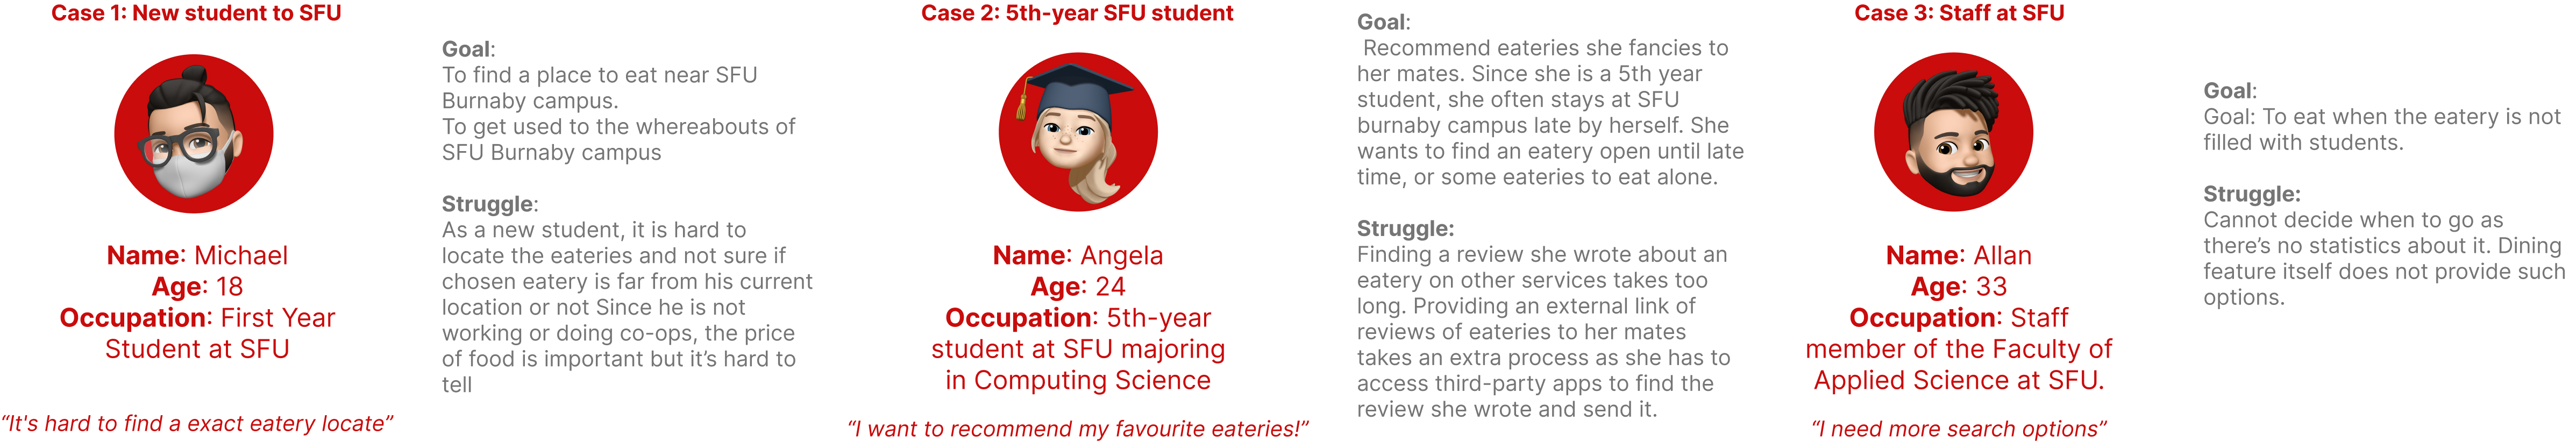 Case 1: New student to SFU
Name: Michael
Age: 18
Occupation: First Year
Student at SFU
“It's hard to find a exact eatery locate”
Goal:
To find a place to eat near SFU
Burnaby campus.
To get used to the whereabouts of
SFU Burnaby campus
Struggle:
As a new student, it is hard to
locate the eateries and not sure if
chosen eatery is far from his current
location or not Since he is not
working or doing co-ops, the price
of food is important but it’s hard to
tell
Case 2: 5th-year SFU student
Name: Angela
Age: 24
Occupation: 5th-year
student at SFU majoring
in Computing Science
“I want to recommend my favourite eateries!”
Goal:
Recommend eateries she fancies to
her mates. Since she is a 5th year
student, she often stays at SFU
burnaby campus late by herself. She
wants to find an eatery open until late
time, or some eateries to eat alone.
Struggle:
Finding a review she wrote about an
eatery on other services takes too
long. Providing an external link of
reviews of eateries to her mates
takes an extra process as she has to
access third-party apps to find the
review she wrote and send it.
Case 3: Staff at SFU
Name: Allan
Age: 33
Occupation: Staff
member of the Faculty of
Applied Science at SFU.
“I need more search options”
Goal:
Goal: To eat when the eatery is not
filled with students.
Struggle:
Cannot decide when to go as
there’s no statistics about it. Dining
feature itself does not provide such
options.